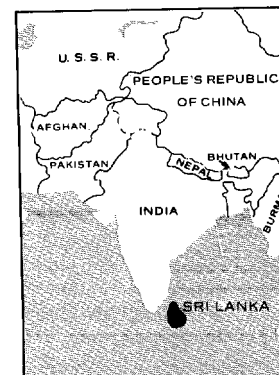 U. S. S. R.
PEOPLE'S REPUBLIC
OF CHINA
AFGHAN.
PAKISTAN
NEPAL
BHUTAN
INDIA
BURMA
SRI LANKA